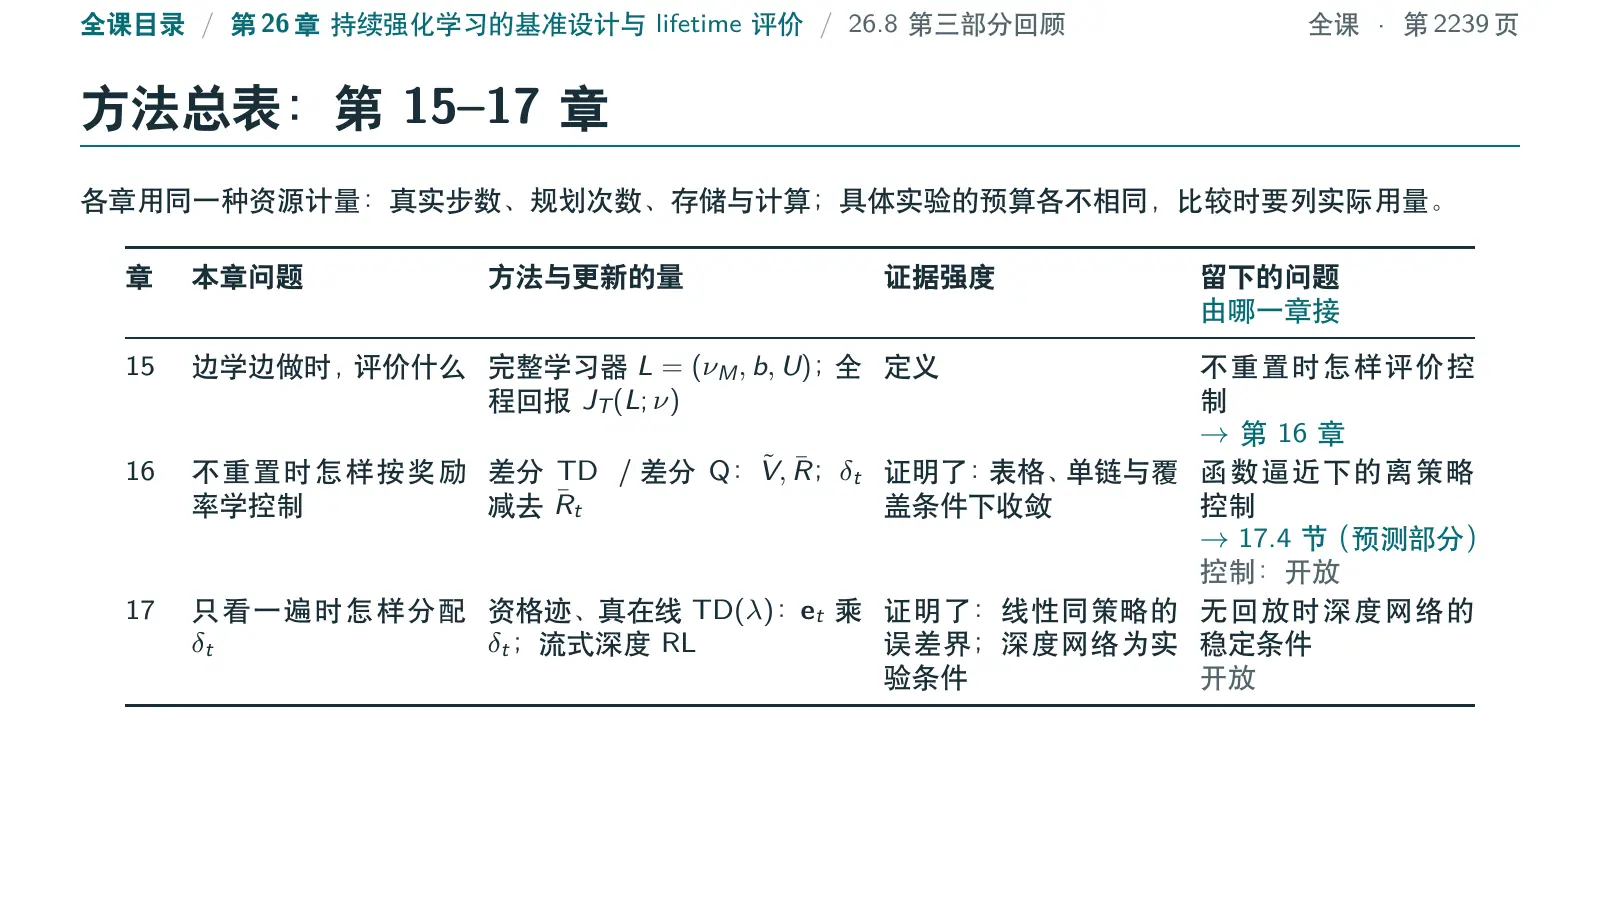 全课目录 / 第 26 章 持续强化学习的基准设计与 lifetime 评价 / 26.8 第三部分回顾 全课 · 第 2239 页
方法总表：第 15–17 章
各章用同一种资源计量：真实步数、规划次数、存储与计算；具体实验的预算各不相同，比较时要列实际用量。
章 本章问题 方法与更新的量 证据强度 留下的问题
由哪一章接
15 边学边做时，评价什么 完整学习器 L = (ν_M, b, U)；全 定义 不重置时怎样评价控
程回报 J_T(L; ν) 制
→ 第 16 章
16 不重置时怎样按奖励 差分 TD / 差分 Q：Ṽ, R̄；δ_t 证明了：表格、单链与覆 函数逼近下的离策略
率学控制 减去 R̄_t 盖条件下收敛 控制
→ 17.4 节（预测部分）
控制：开放
17 只看一遍时怎样分配 资格迹、真在线 TD(λ)：e_t 乘 证明了：线性同策略的 无回放时深度网络的
δ_t δ_t；流式深度 RL 误差界；深度网络为实 稳定条件
验条件 开放